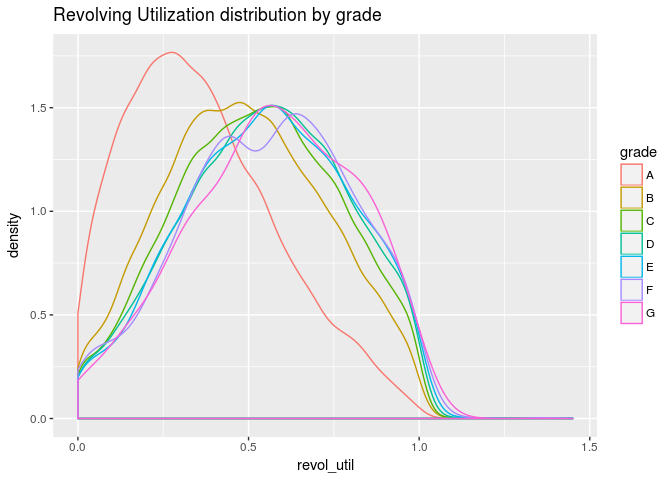 Revolving Utilization distribution by grade
1.5
1.0
0.5
0.0
density
0.0 0.5 1.0 1.5
revol_util
grade
A
B
C
D
E
F
G